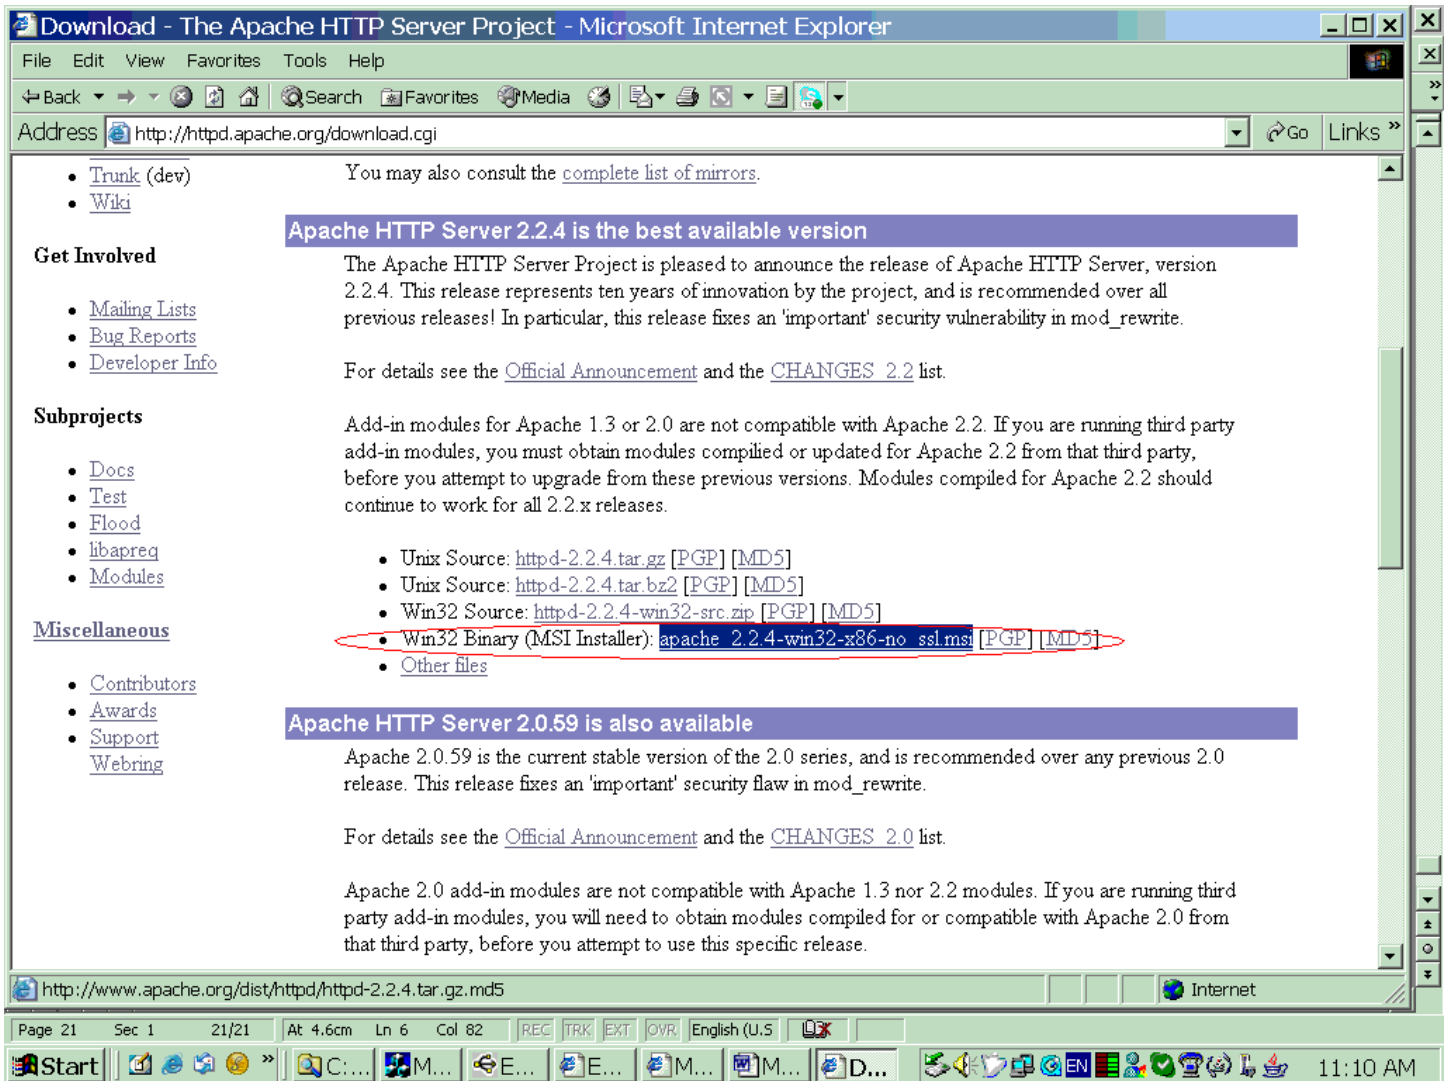 Download - The Apache HTTP Server Project - Microsoft Internet Explorer
File Edit View Favorites Tools Help
Back Search Favorites Media
Address http://httpd.apache.org/download.cgi Go Links »
Trunk (dev)
Wiki
Get Involved
Mailing Lists
Bug Reports
Developer Info
Subprojects
Docs
Test
Flood
libapreq
Modules
Miscellaneous
Contributors
Awards
Support
Webring
You may also consult the complete list of mirrors.
Apache HTTP Server 2.2.4 is the best available version
The Apache HTTP Server Project is pleased to announce the release of Apache HTTP Server, version
2.2.4. This release represents ten years of innovation by the project, and is recommended over all
previous releases! In particular, this release fixes an 'important' security vulnerability in mod_rewrite.
For details see the Official Announcement and the CHANGES_2.2 list.
Add-in modules for Apache 1.3 or 2.0 are not compatible with Apache 2.2. If you are running third party
add-in modules, you must obtain modules compilied or updated for Apache 2.2 from that third party,
before you attempt to upgrade from these previous versions. Modules compiled for Apache 2.2 should
continue to work for all 2.2.x releases.
Unix Source: httpd-2.2.4.tar.gz [PGP] [MD5]
Unix Source: httpd-2.2.4.tar.bz2 [PGP] [MD5]
Win32 Source: httpd-2.2.4-win32-src.zip [PGP] [MD5]
Win32 Binary (MSI Installer): apache_2.2.4-win32-x86-no_ssl.msi [PGP] [MD5]
Other files
Apache HTTP Server 2.0.59 is also available
Apache 2.0.59 is the current stable version of the 2.0 series, and is recommended over any previous 2.0
release. This release fixes an 'important' security flaw in mod_rewrite.
For details see the Official Announcement and the CHANGES_2.0 list.
Apache 2.0 add-in modules are not compatible with Apache 1.3 nor 2.2 modules. If you are running third
party add-in modules, you will need to obtain modules compiled for or compatible with Apache 2.0 from
that third party, before you attempt to use this specific release.
http://www.apache.org/dist/httpd/httpd-2.2.4.tar.gz.md5 Internet
Page 21 Sec 1 21/21 At 4.6cm Ln 6 Col 82 REC TRK EXT OVR English (U.S
Start » C:... M... E... E... M... M... D... EN 11:10 AM